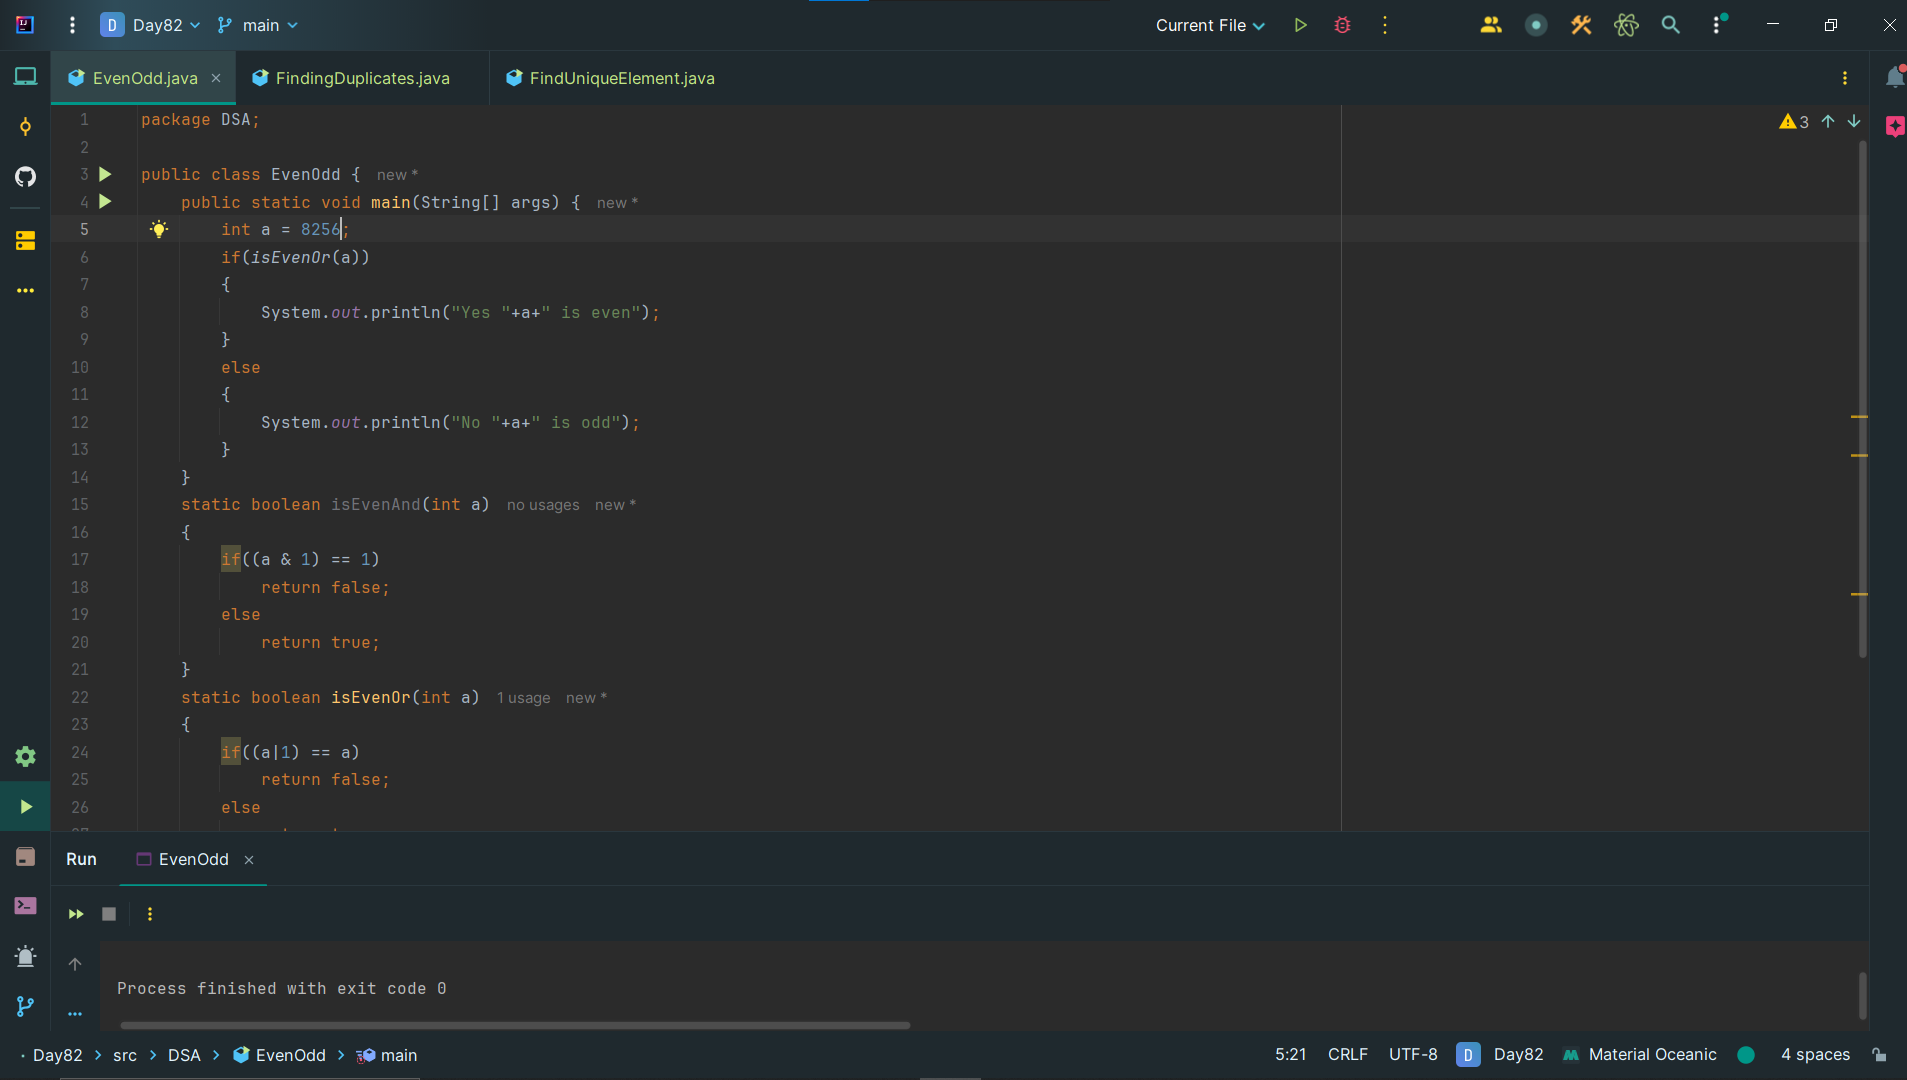 D Day82 main Current File
EvenOdd.java FindingDuplicates.java FindUniqueElement.java
1 package DSA;
2
3 public class EvenOdd { new *
4 public static void main(String[] args) { new *
5 int a = 8256;
6 if(isEvenOr(a))
7 {
8 System.out.println("Yes "+a+" is even");
9 }
10 else
11 {
12 System.out.println("No "+a+" is odd");
13 }
14 }
15 static boolean isEvenAnd(int a) no usages new *
16 {
17 if((a & 1) == 1)
18 return false;
19 else
20 return true;
21 }
22 static boolean isEvenOr(int a) 1 usage new *
23 {
24 if((a|1) == a)
25 return false;
26 else
3
Run EvenOdd
Process finished with exit code 0
Day82 > src > DSA > EvenOdd > main 5:21 CRLF UTF-8 D Day82 Material Oceanic 4 spaces